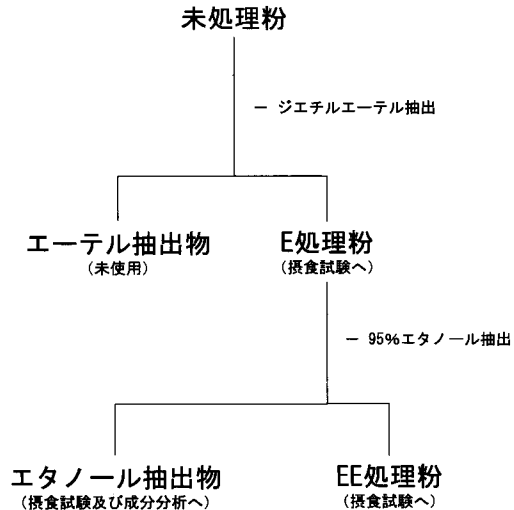 未処理粉
− ジエチルエーテル抽出
エーテル抽出物
(未使用)
E処理粉
(摂食試験へ)
− 95%エタノール抽出
エタノール抽出物
(摂食試験及び成分分析へ)
EE処理粉
(摂食試験へ)